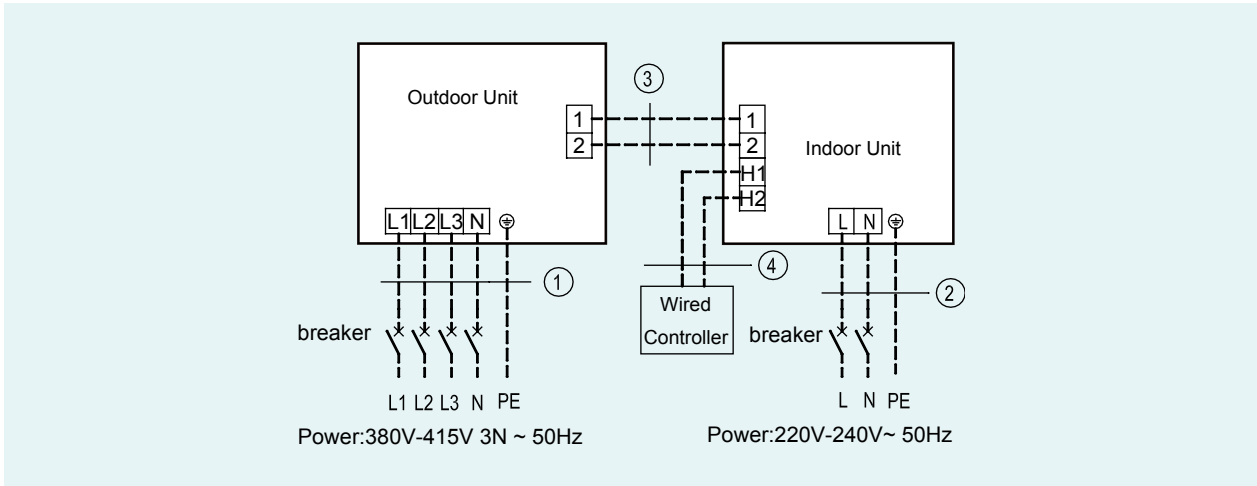 Outdoor Unit
1
2
L1 L2 L3 N
③
1
2
H1
H2
Indoor Unit
L N
①
④
②
Wired
Controller
breaker
breaker
L1 L2 L3 N PE
Power:380V-415V 3N ~ 50Hz
L N PE
Power:220V-240V~ 50Hz